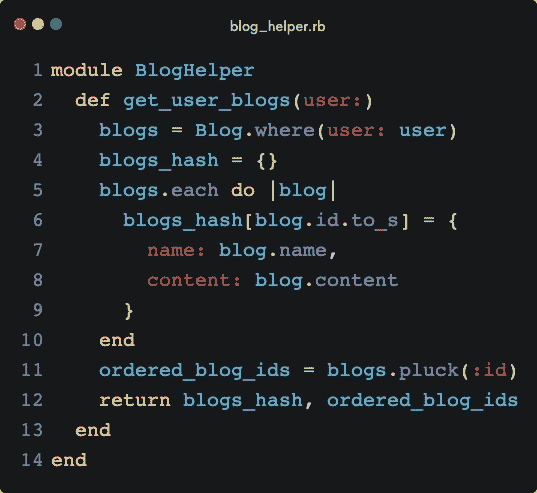 blog_helper.rb
1 module BlogHelper
2   def get_user_blogs(user:)
3     blogs = Blog.where(user: user)
4     blogs_hash = {}
5     blogs.each do |blog|
6       blogs_hash[blog.id.to_s] = {
7         name: blog.name,
8         content: blog.content
9       }
10     end
11     ordered_blog_ids = blogs.pluck(:id)
12     return blogs_hash, ordered_blog_ids
13   end
14 end